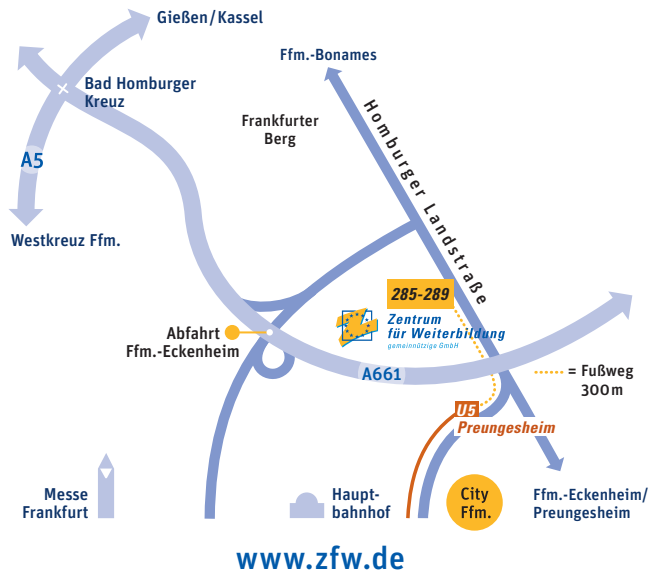 Gießen/Kassel
Ffm.-Bonames
Bad Homburger
Kreuz
Frankfurter
Berg
Homburger Landstraße
A5
Westkreuz Ffm.
285-289
Zentrum
für Weiterbildung
gemeinnützige GmbH
Abfahrt
Ffm.-Eckenheim
A661
= Fußweg
300m
U5
Preungesheim
Messe
Frankfurt
Haupt-
bahnhof
City
Ffm.
Ffm.-Eckenheim/
Preungesheim
www.zfw.de